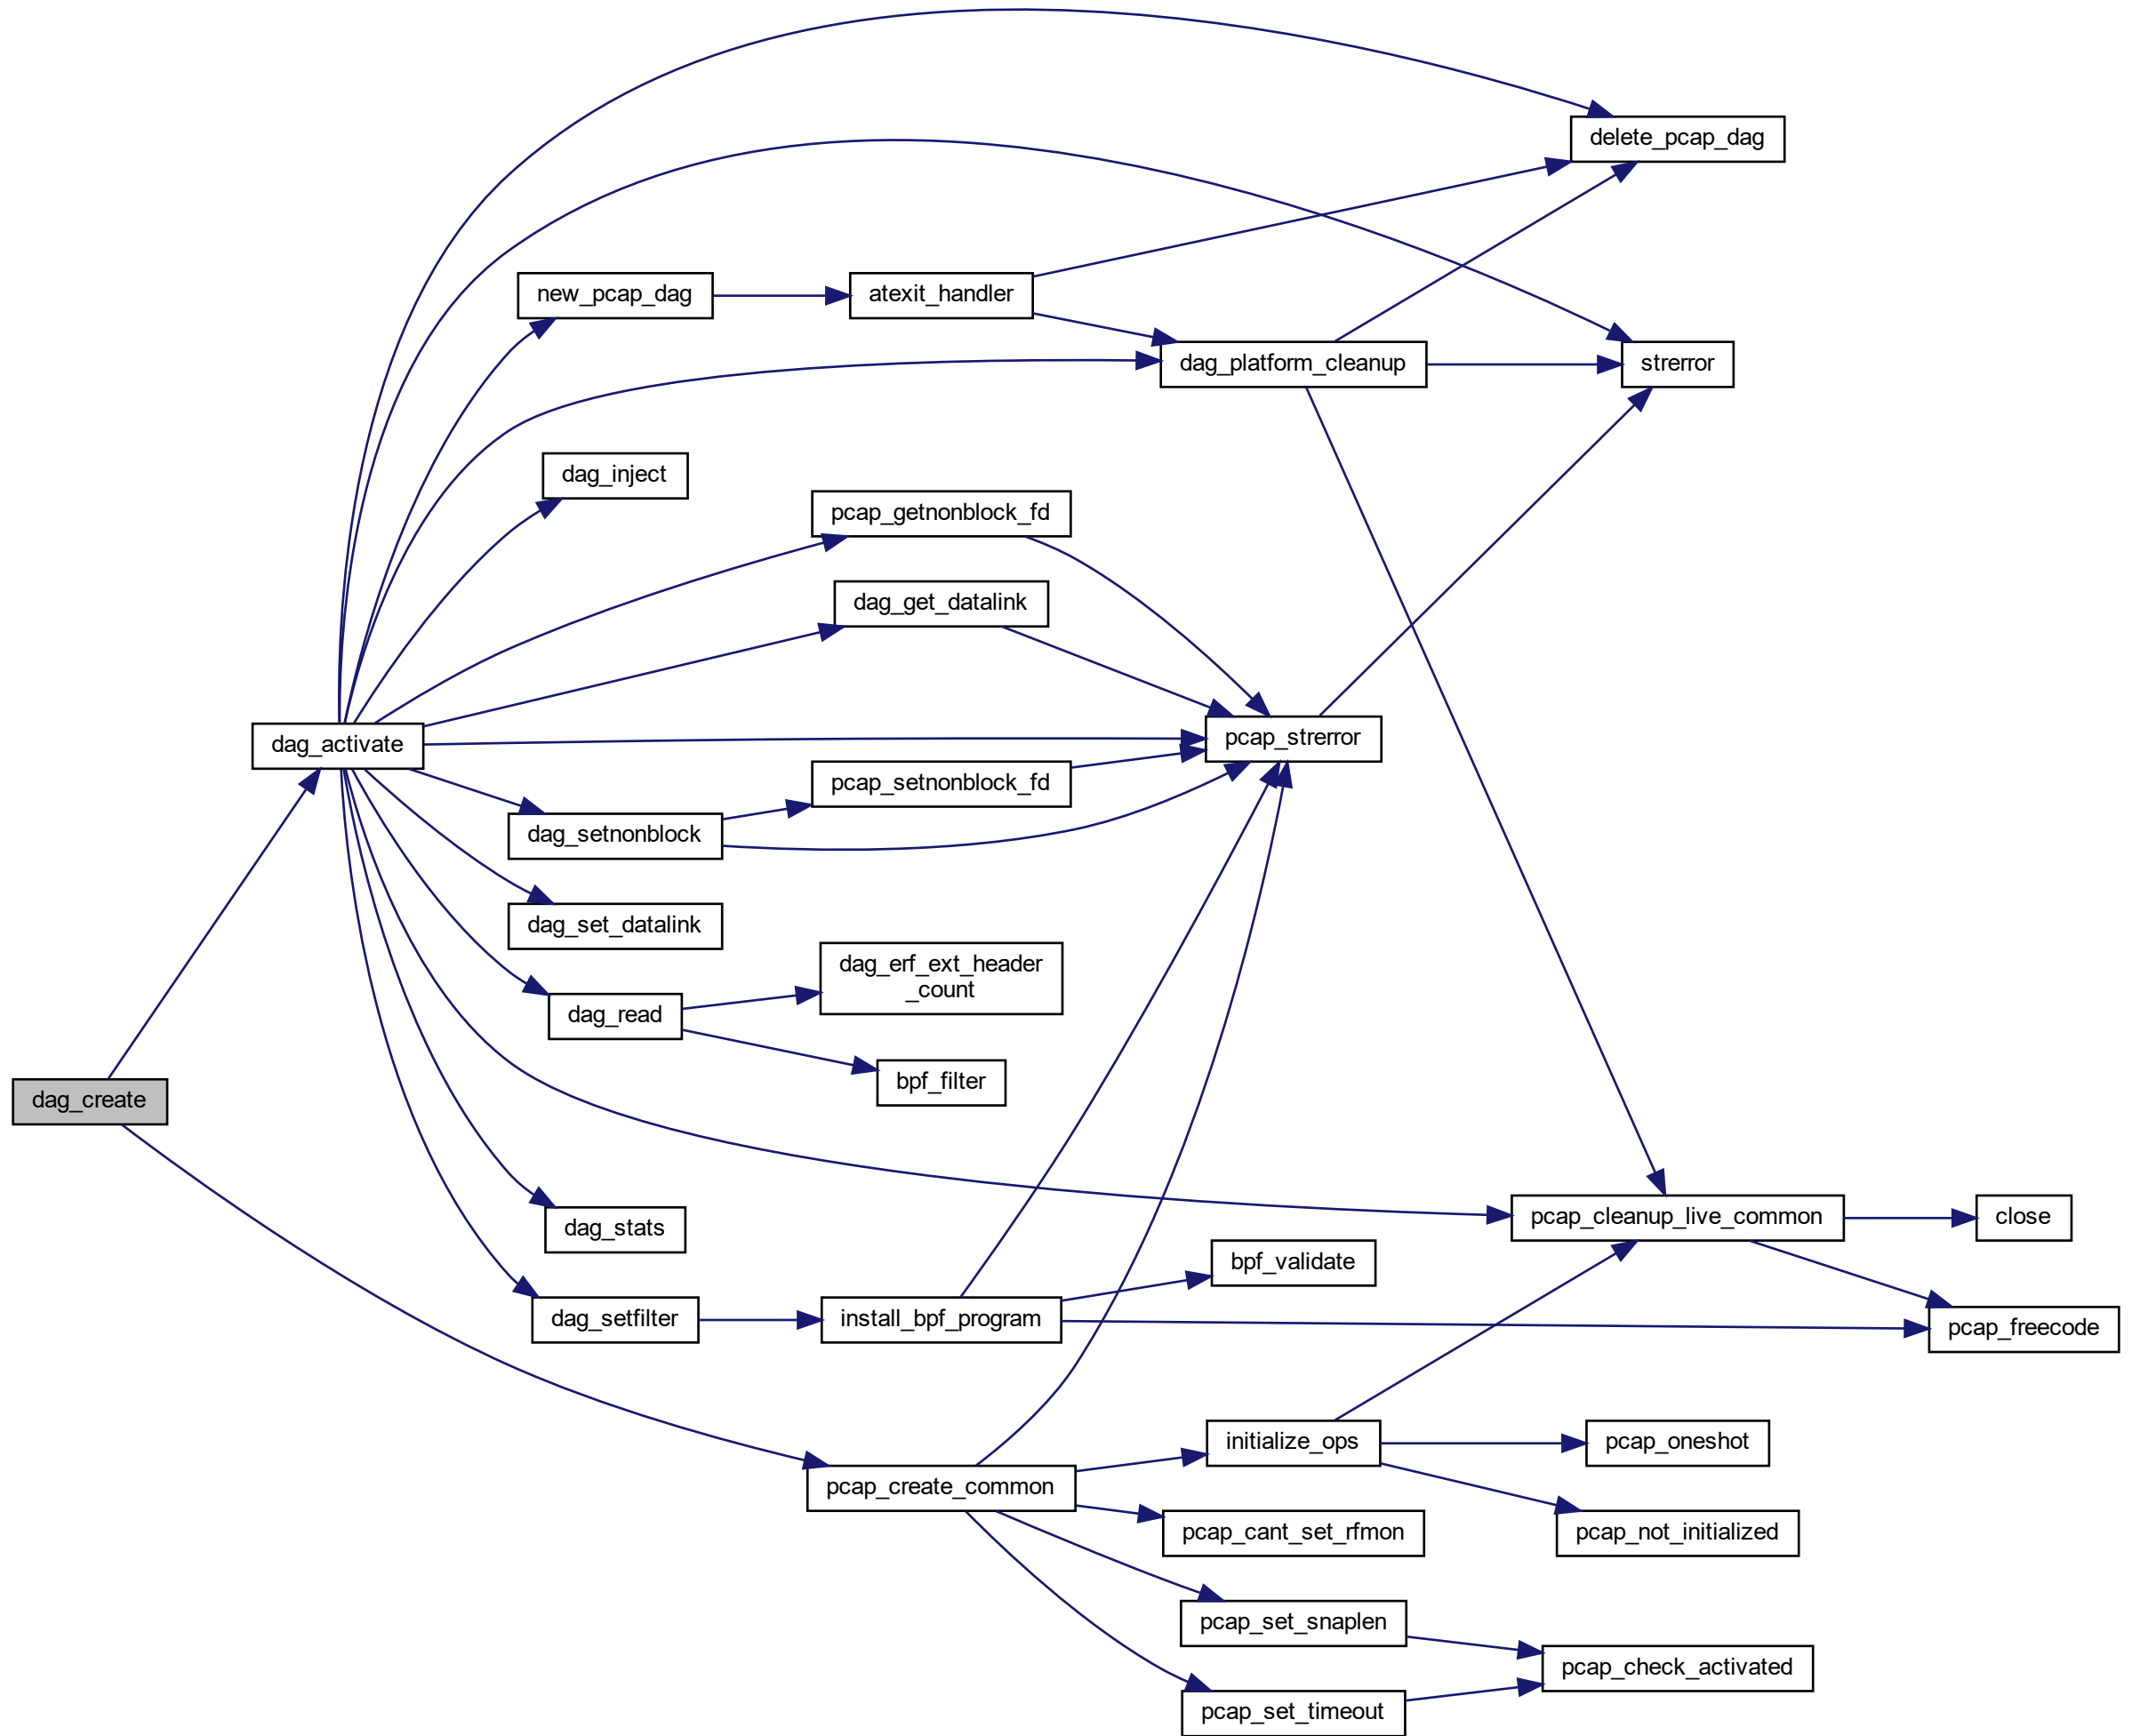 delete_pcap_dag
new_pcap_dag
atexit_handler
dag_platform_cleanup
strerror
dag_inject
pcap_getnonblock_fd
dag_get_datalink
dag_activate
pcap_strerror
pcap_setnonblock_fd
dag_setnonblock
dag_set_datalink
dag_erf_ext_header
_count
dag_read
bpf_filter
dag_create
pcap_cleanup_live_common
close
dag_stats
bpf_validate
dag_setfilter
install_bpf_program
pcap_freecode
initialize_ops
pcap_oneshot
pcap_create_common
pcap_cant_set_rfmon
pcap_not_initialized
pcap_set_snaplen
pcap_check_activated
pcap_set_timeout